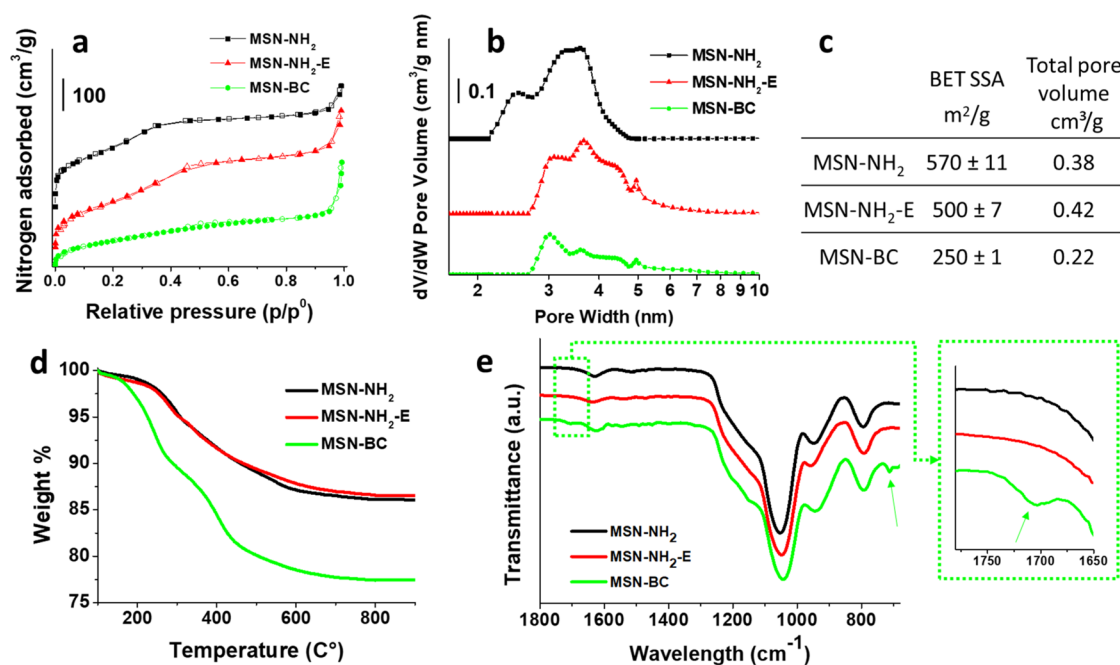 a
MSN-NH₂
MSN-NH₂-E
MSN-BC
100
Nitrogen adsorbed (cm³/g)
0.0 0.2 0.4 0.6 0.8 1.0
Relative pressure (p/p⁰)
b
MSN-NH₂
MSN-NH₂-E
MSN-BC
0.1
dV/dW Pore Volume (cm³/g nm)
2 3 4 5 6 7 8 9 10
Pore Width (nm)
c
BET SSA
m²/g
Total pore
volume
cm³/g
MSN-NH₂ 570 ± 11 0.38
MSN-NH₂-E 500 ± 7 0.42
MSN-BC 250 ± 1 0.22
d
MSN-NH₂
MSN-NH₂-E
MSN-BC
Weight %
100
95
90
85
80
75
200 400 600 800
Temperature (C°)
e
Transmittance (a.u.)
MSN-NH₂
MSN-NH₂-E
MSN-BC
1800 1600 1400 1200 1000 800
Wavelength (cm⁻¹)
1750 1700 1650